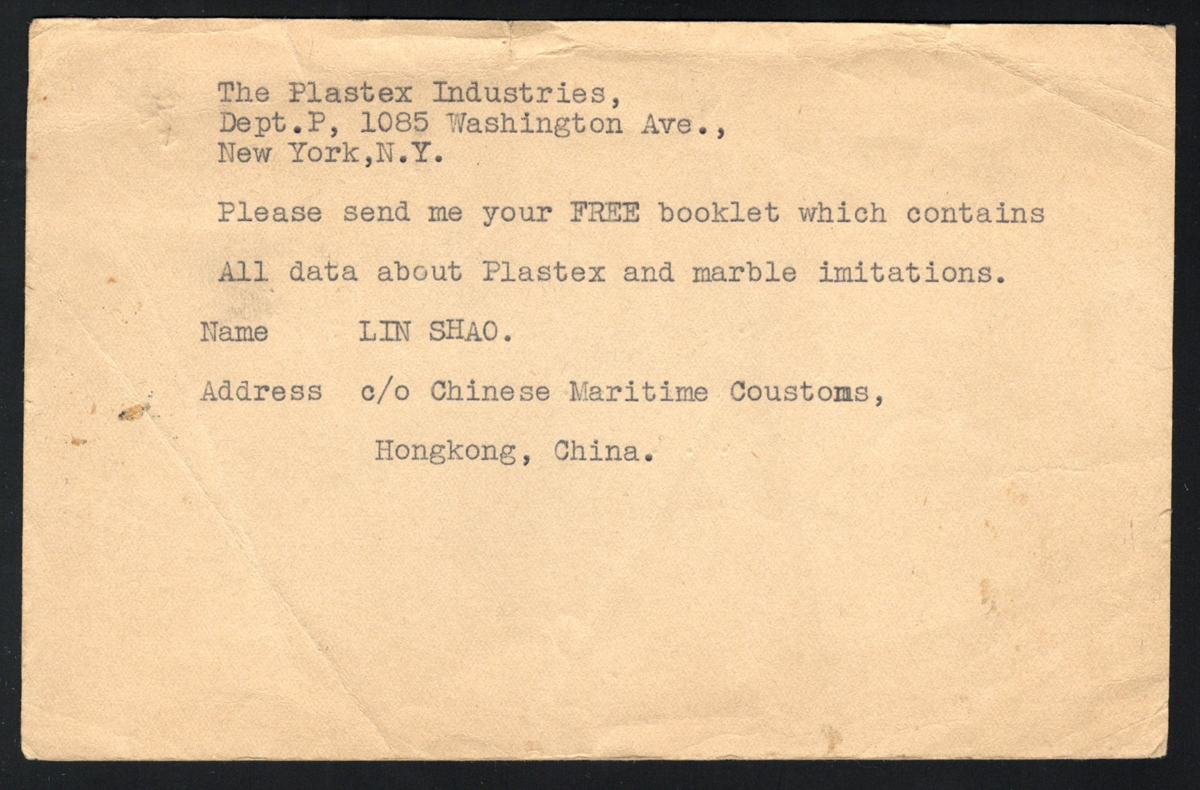 The Plastex Industries,
Dept.P, 1085 Washington Ave.,
New York,N.Y.
Please send me your FREE booklet which contains
All data about Plastex and marble imitations.
Name LIN SHAO.
Address c/o Chinese Maritime Coustoms,
Hongkong, China.